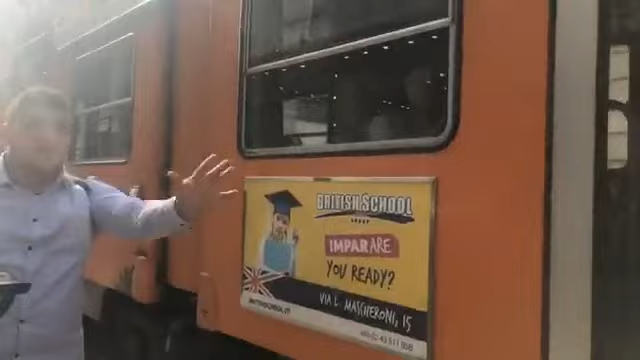 BRITISH SCHOOL
IMPARARE
YOU READY?
VIA L. MASCHERONI, 15